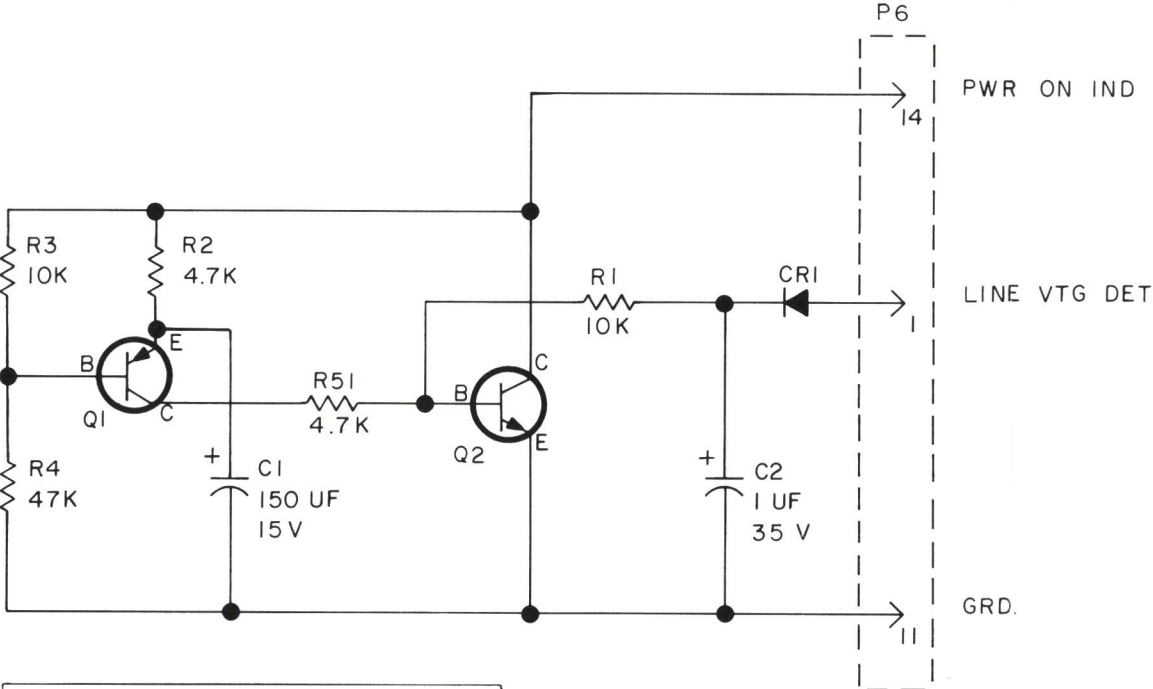 P6
PWR ON IND
14
R3
10K
R2
4.7K
R1
10K
CR1
LINE VTG DET
1
B
E
C
Q1
R51
4.7K
B
C
E
Q2
R4
47K
+
C1
150 UF
15V
+
C2
1 UF
35 V
GRD.
11